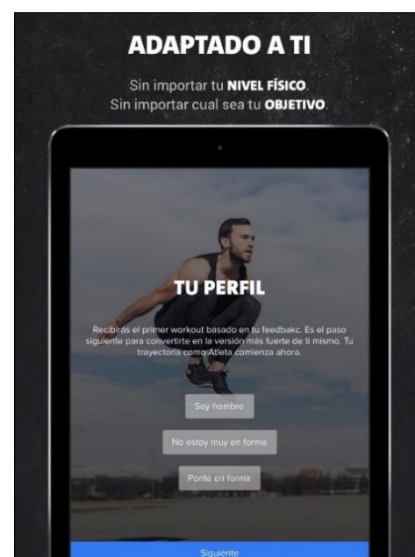 ADAPTADO A TI
Sin importar tu NIVEL FÍSICO.
Sin importar cual sea tu OBJETIVO.
TU PERFIL
Recibirás el primer workout basado en tu feedbakc. Es el paso
siguiente para convertirte en la versión más fuerte de ti mismo. Tu
trayectoria como Atleta comienza ahora.
Soy hombre
No estoy muy en forma
Ponte en forma
Siguiente